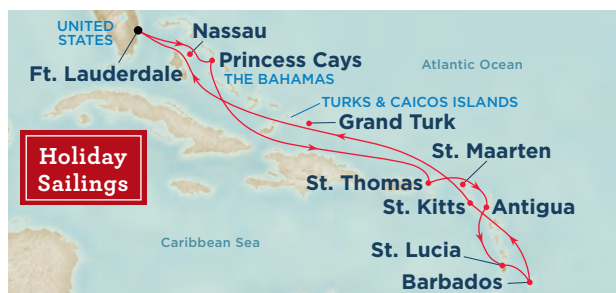 UNITED
STATES
Nassau
Ft. Lauderdale
Princess Cays
THE BAHAMAS
Atlantic Ocean
TURKS & CAICOS ISLANDS
Grand Turk
Holiday
Sailings
St. Maarten
St. Thomas
St. Kitts
Antigua
Caribbean Sea
St. Lucia
Barbados